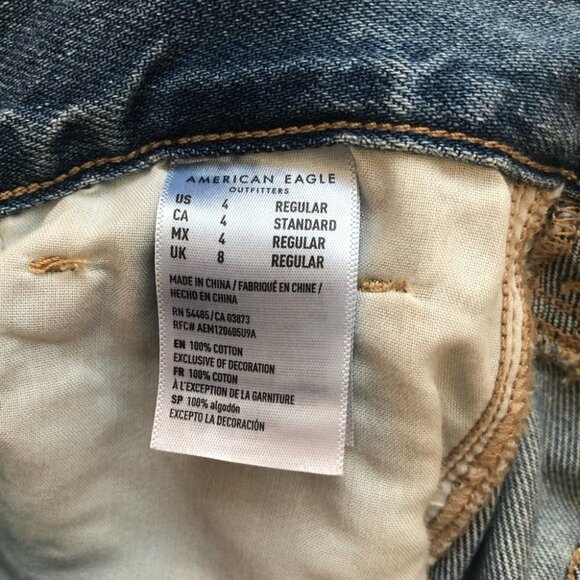 AMERICAN EAGLE
OUTFITTERS
US 4 REGULAR
CA 4 STANDARD
MX 4 REGULAR
UK 8 REGULAR
MADE IN CHINA / FABRIQUÉ EN CHINE /
HECHO EN CHINA
RN 54485/CA 03873
RFC# AEM120605U9A
EN 100% COTTON
EXCLUSIVE OF DECORATION
FR 100% COTON
À L'EXCEPTION DE LA GARNITURE
SP 100% algodón
EXCEPTO LA DECORACIÓN